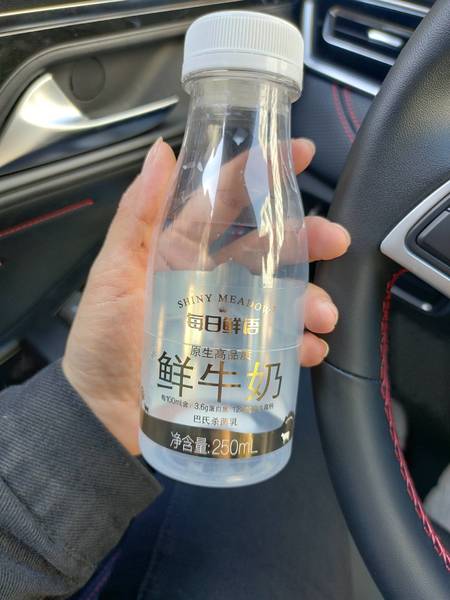 SHINY MEADOW
每日鲜语
原生高品质
鲜牛奶
每100mL含 3.6g蛋白质
巴氏杀菌乳
净含量:250mL